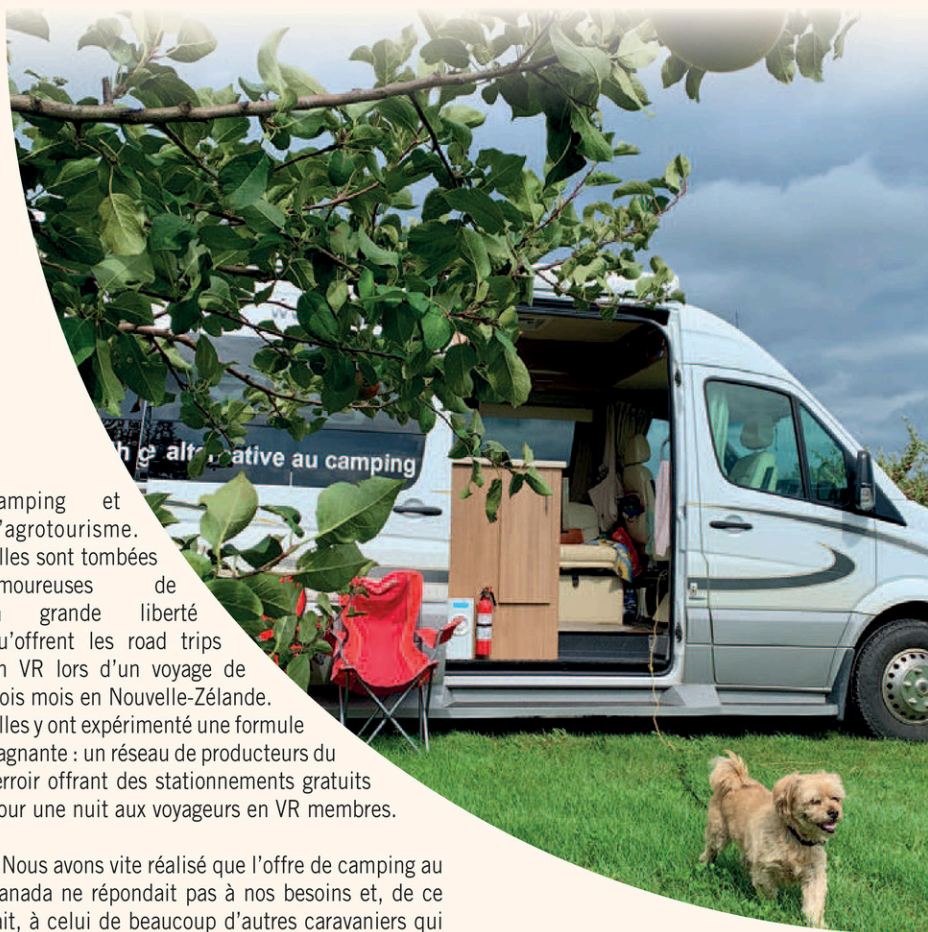 au camping
amping et
'agrotourisme.
lles sont tombées
moureuses de
grande liberté
u'offrent les road trips
n VR lors d'un voyage de
ois mois en Nouvelle-Zélande.
lles y ont expérimenté une formule
agnante : un réseau de producteurs du
erroir offrant des stationnements gratuits
our une nuit aux voyageurs en VR membres.
Nous avons vite réalisé que l'offre de camping au
anada ne répondait pas à nos besoins et, de ce
ait, à celui de beaucoup d'autres caravaniers qui